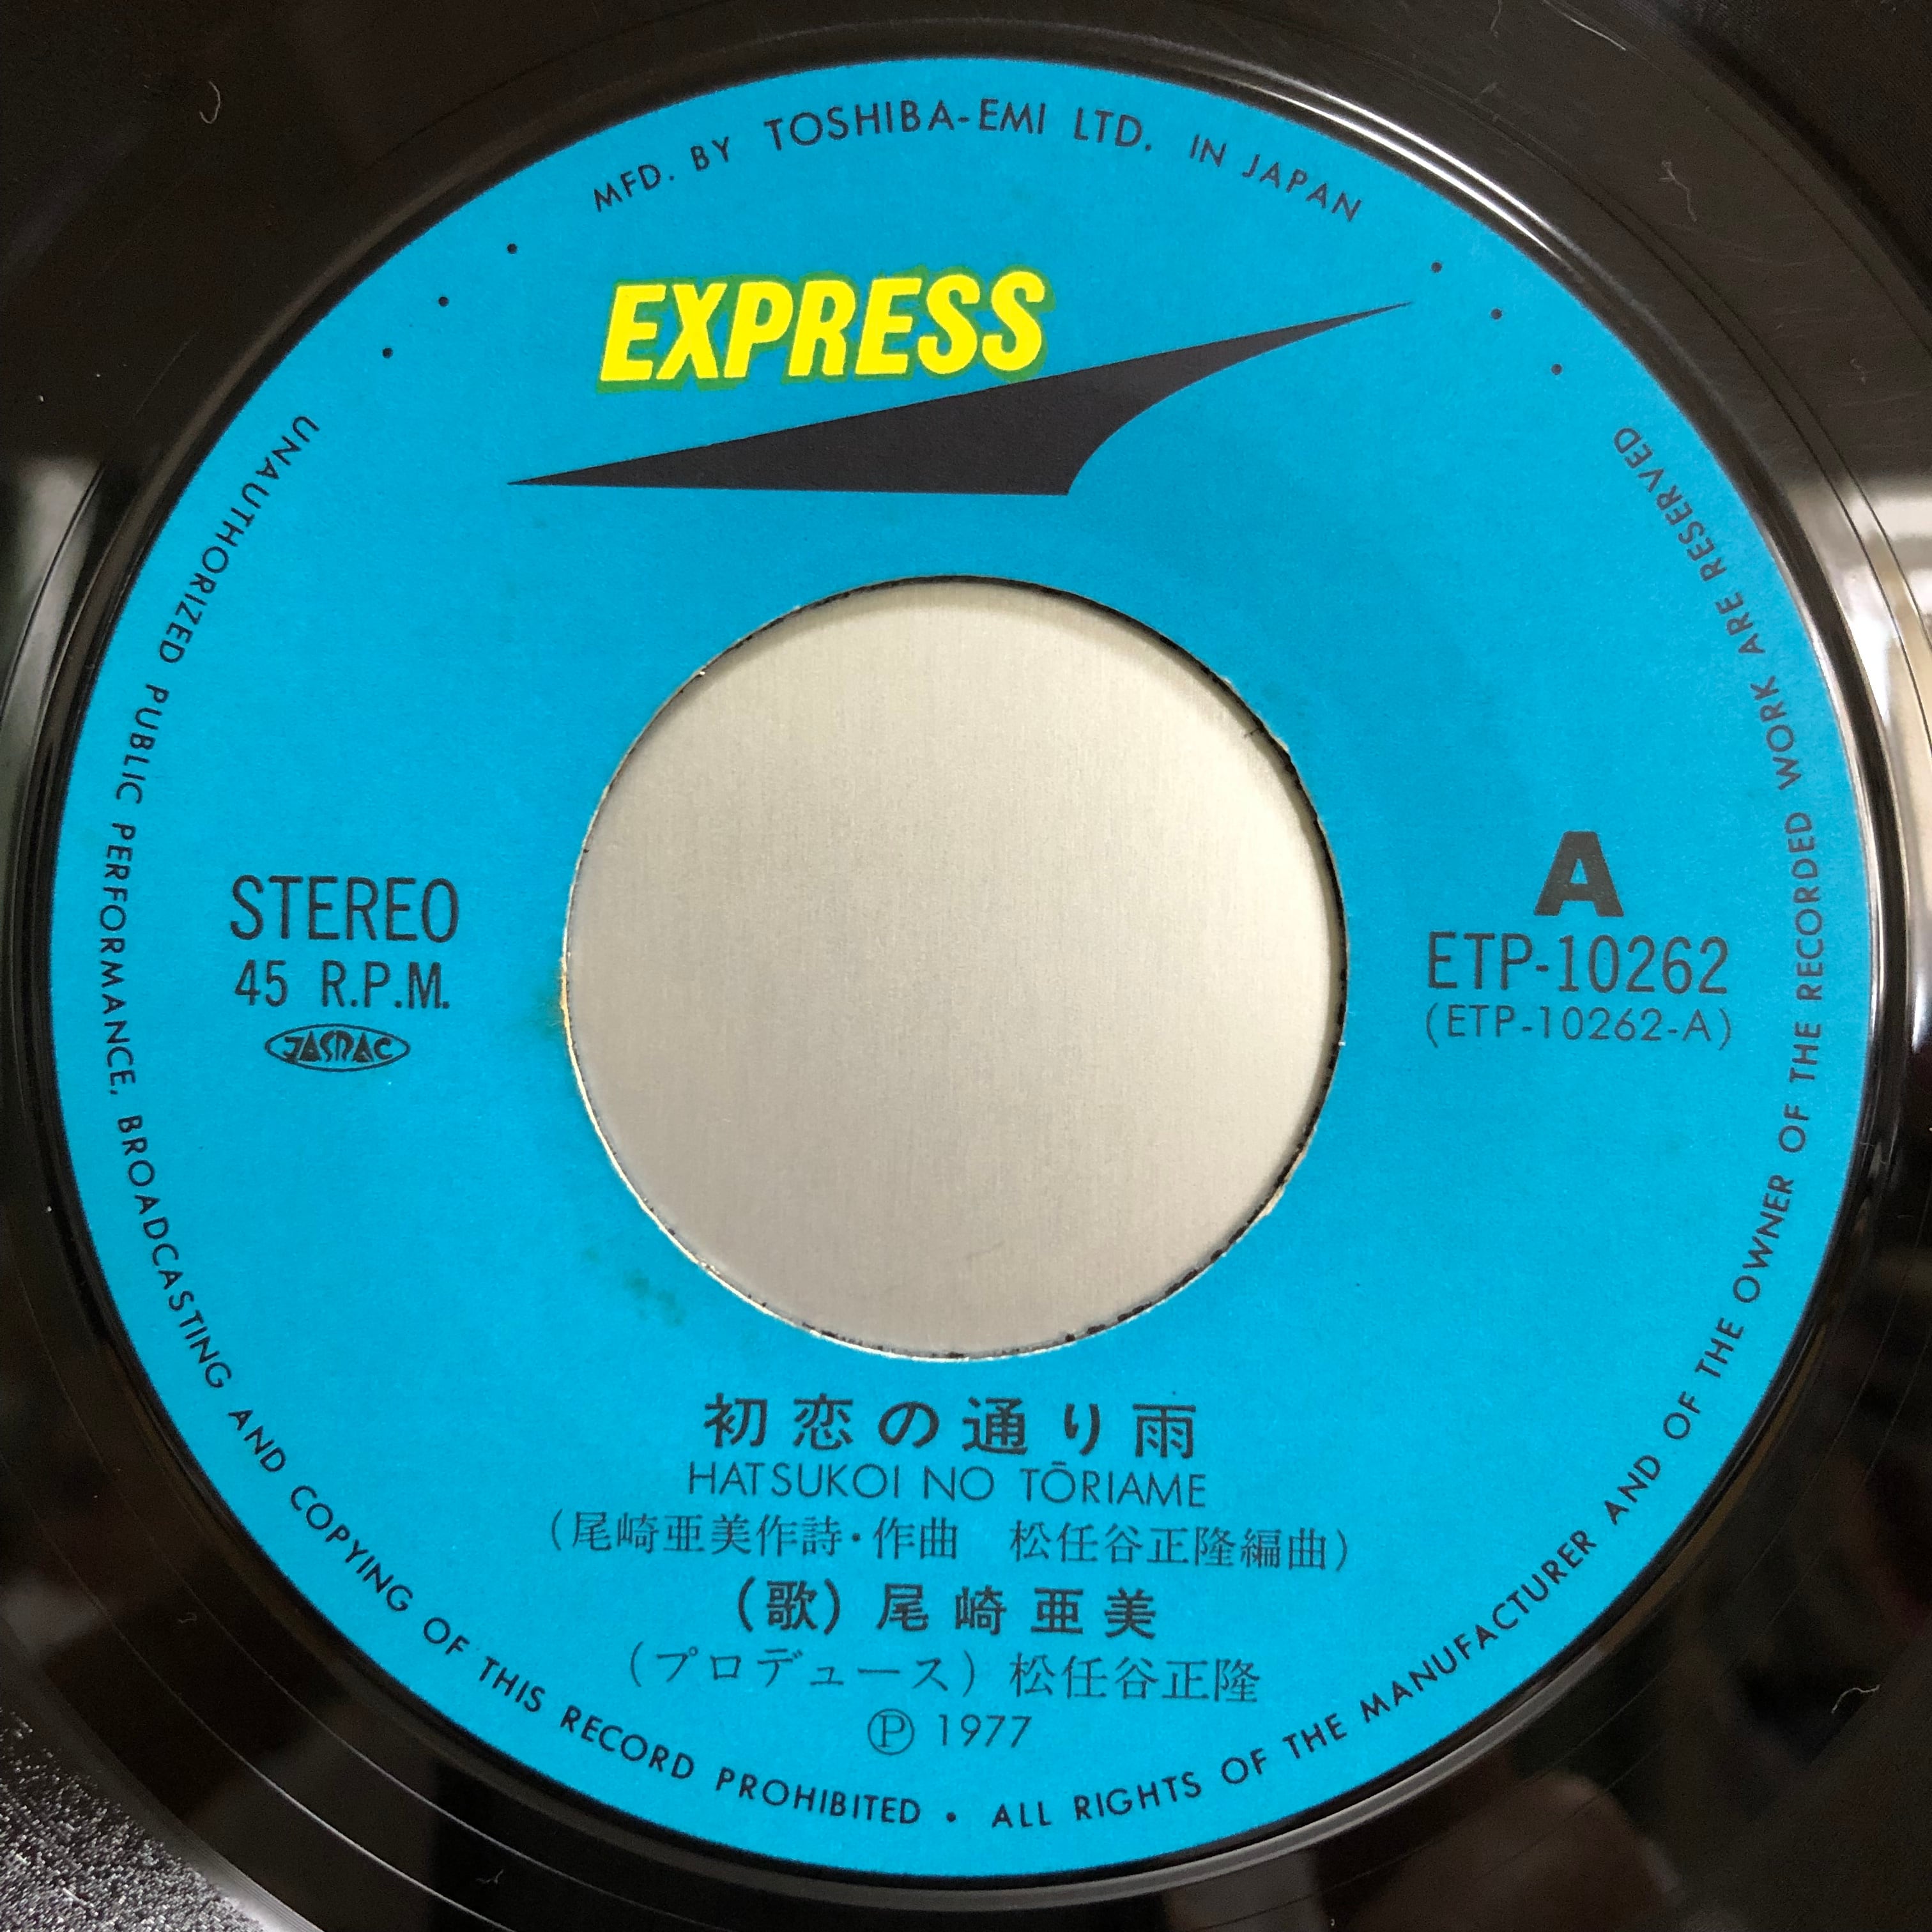 MFD. BY TOSHIBA-EMI LTD. IN JAPAN
EXPRESS
STEREO
45 R.P.M.
JASRAC
A
ETP-10262
(ETP-10262-A)
初恋の通り雨
HATSUKOI NO TŌRIAME
(尾崎亜美作詩・作曲　松任谷正隆編曲)
(歌) 尾崎亜美
(プロデュース) 松任谷正隆
Ⓟ 1977
UNAUTHORIZED PUBLIC PERFORMANCE, BROADCASTING AND COPYING OF THIS RECORD PROHIBITED • ALL RIGHTS OF THE MANUFACTURER AND OF THE OWNER OF THE RECORDED WORK ARE RESERVED